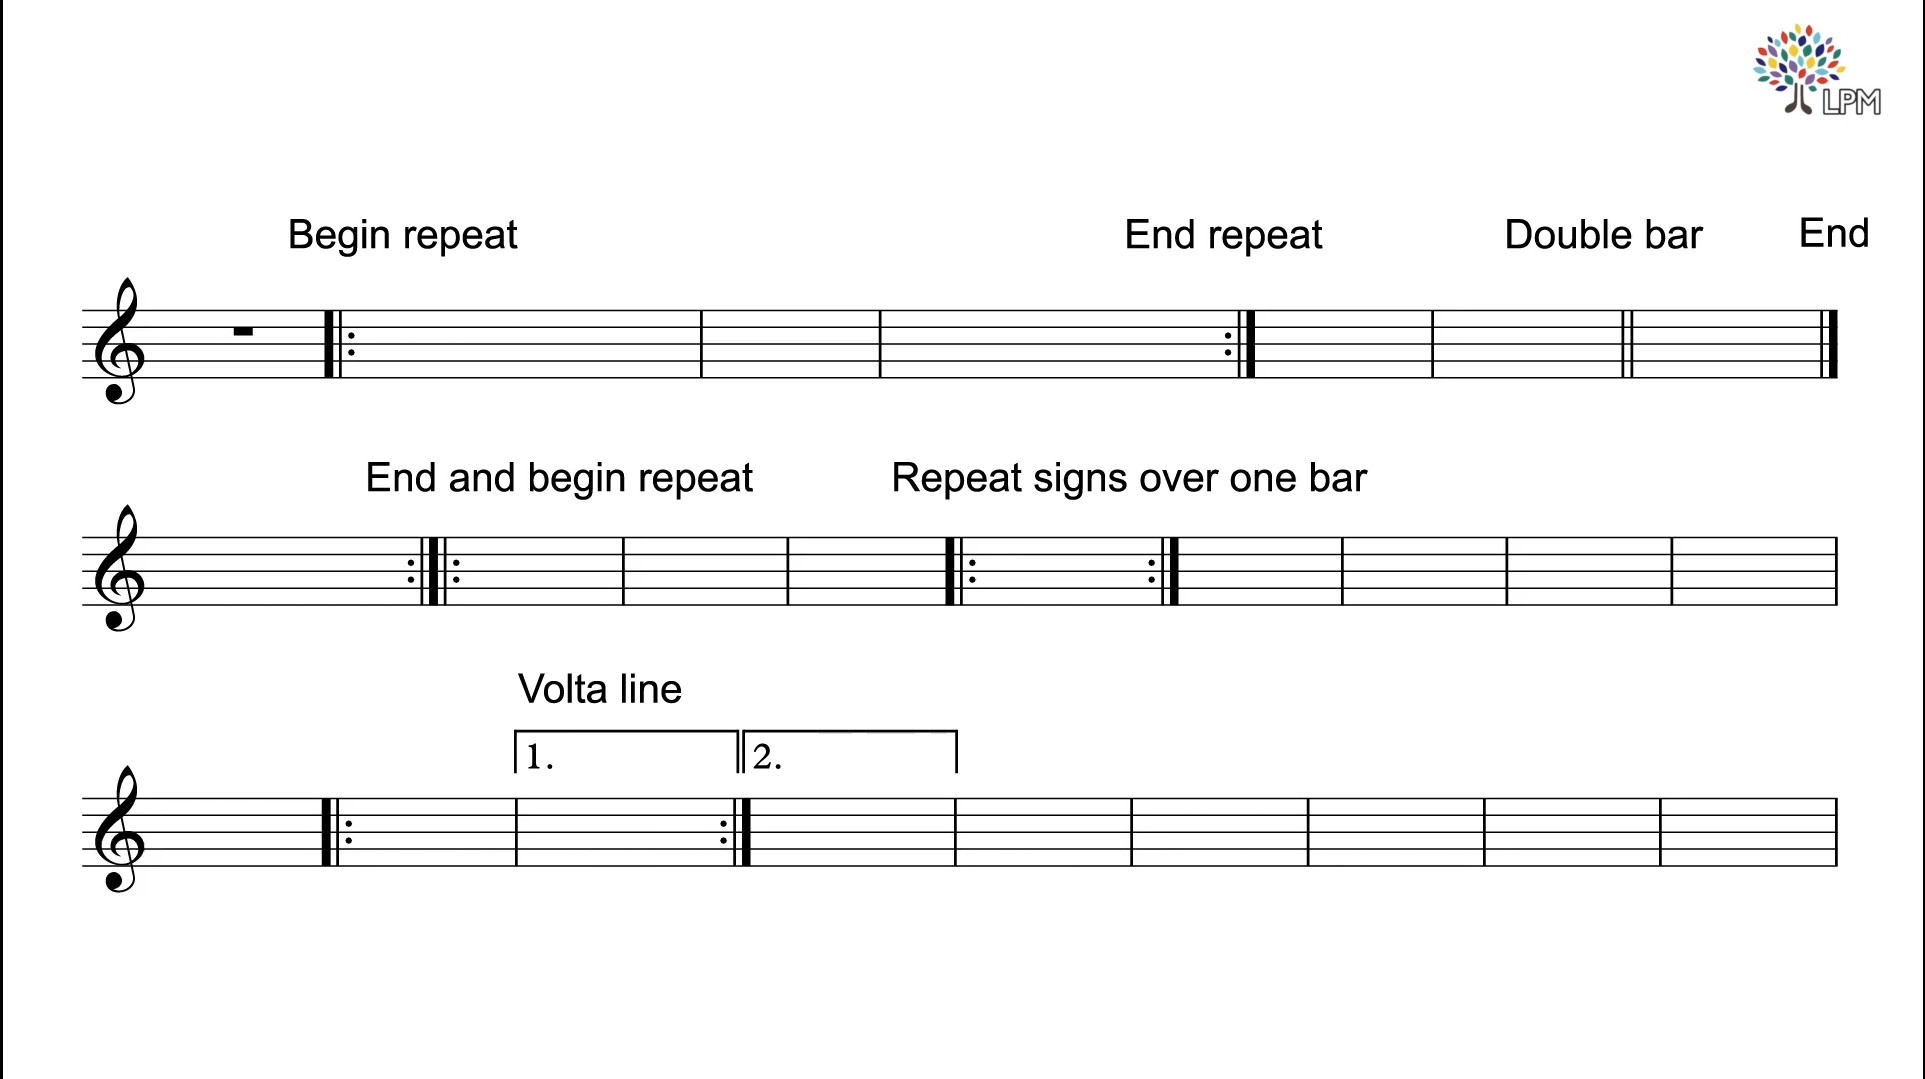 LPM
Begin repeat End repeat Double bar End
End and begin repeat Repeat signs over one bar
Volta line
1. 2.